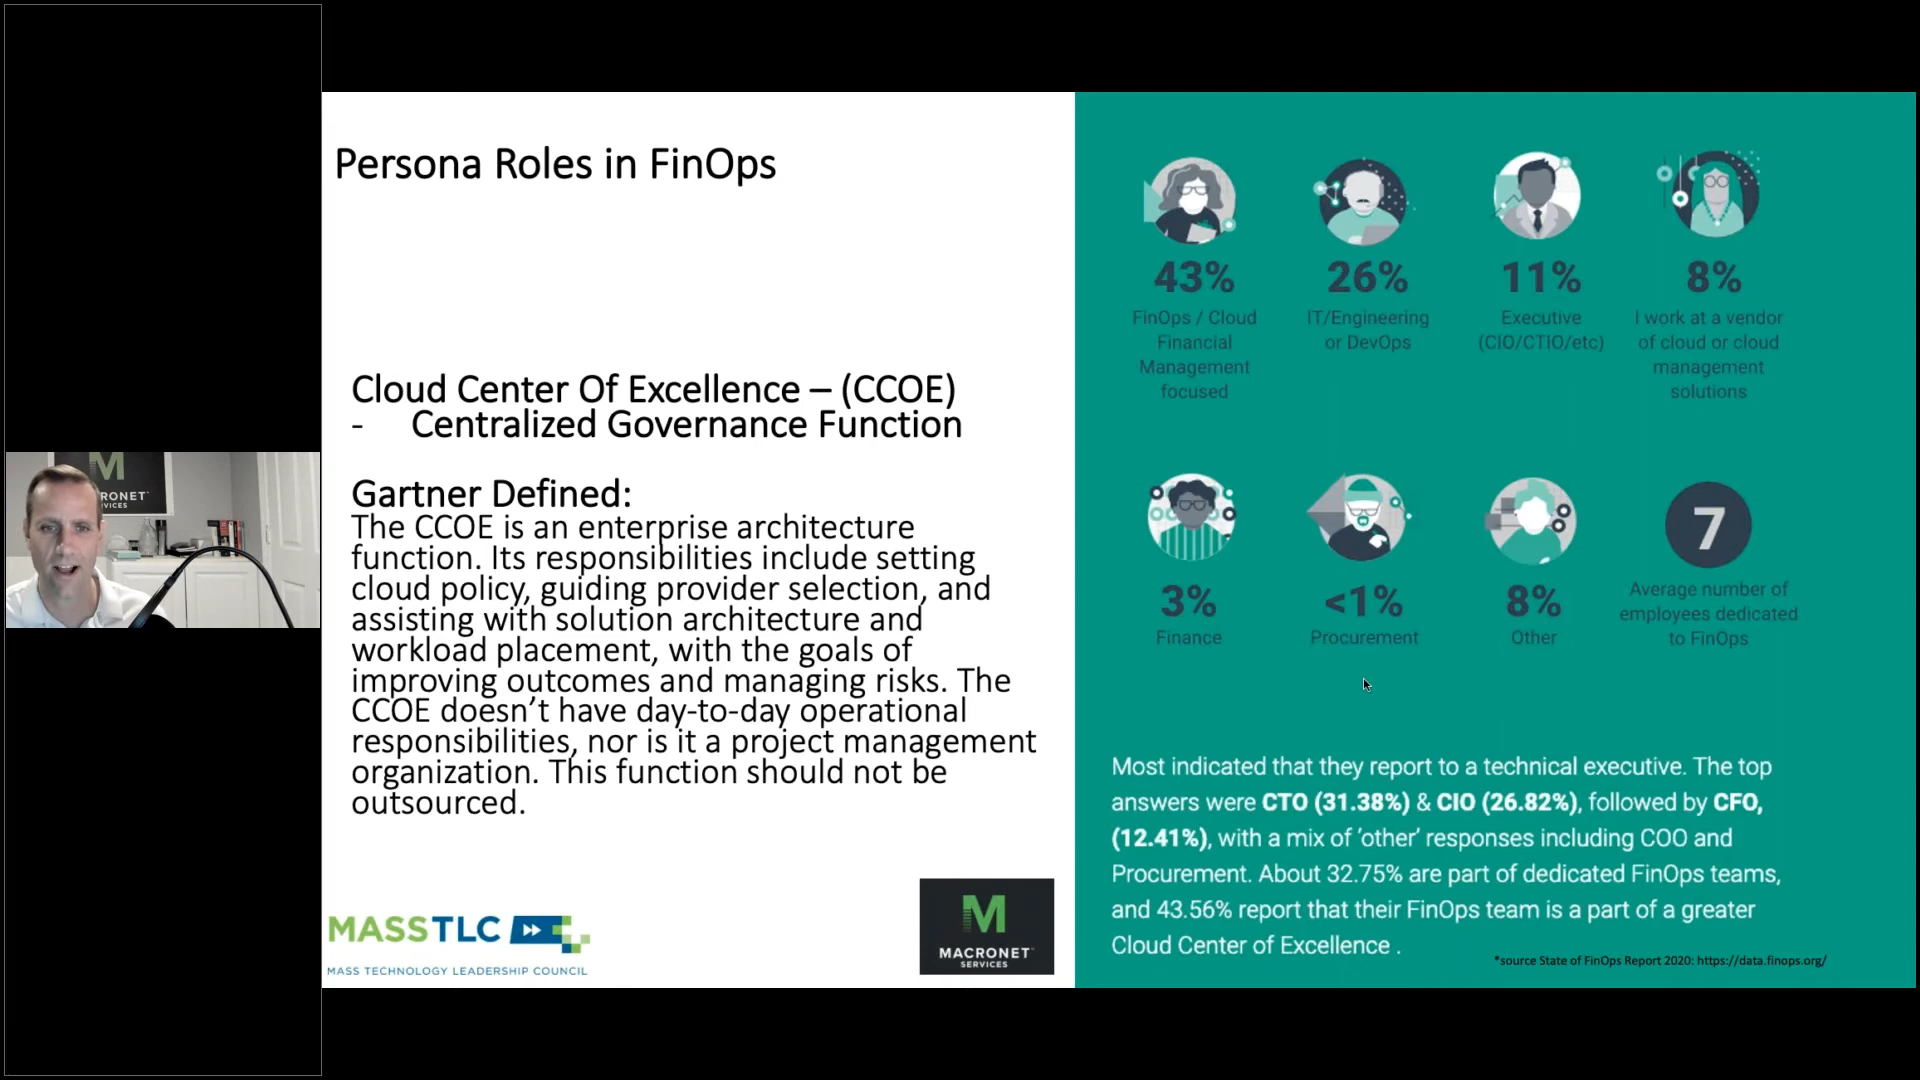 Persona Roles in FinOps
Cloud Center Of Excellence – (CCOE)
- Centralized Governance Function
Gartner Defined:
The CCOE is an enterprise architecture
function. Its responsibilities include setting
cloud policy, guiding provider selection, and
assisting with solution architecture and
workload placement, with the goals of
improving outcomes and managing risks. The
CCOE doesn’t have day-to-day operational
responsibilities, nor is it a project management
organization. This function should not be
outsourced.
MASSTLC
MASS TECHNOLOGY LEADERSHIP COUNCIL
M
MACRONET
SERVICES
43%
FinOps / Cloud
Financial
Management
focused
26%
IT/Engineering
or DevOps
11%
Executive
(CIO/CTIO/etc)
8%
I work at a vendor
of cloud or cloud
management
solutions
3%
Finance
<1%
Procurement
8%
Other
7
Average number of
employees dedicated
to FinOps
Most indicated that they report to a technical executive. The top
answers were CTO (31.38%) & CIO (26.82%), followed by CFO,
(12.41%), with a mix of ’other’ responses including COO and
Procurement. About 32.75% are part of dedicated FinOps teams,
and 43.56% report that their FinOps team is a part of a greater
Cloud Center of Excellence .
*source State of FinOps Report 2020: https://data.finops.org/
M
RONET
VICES